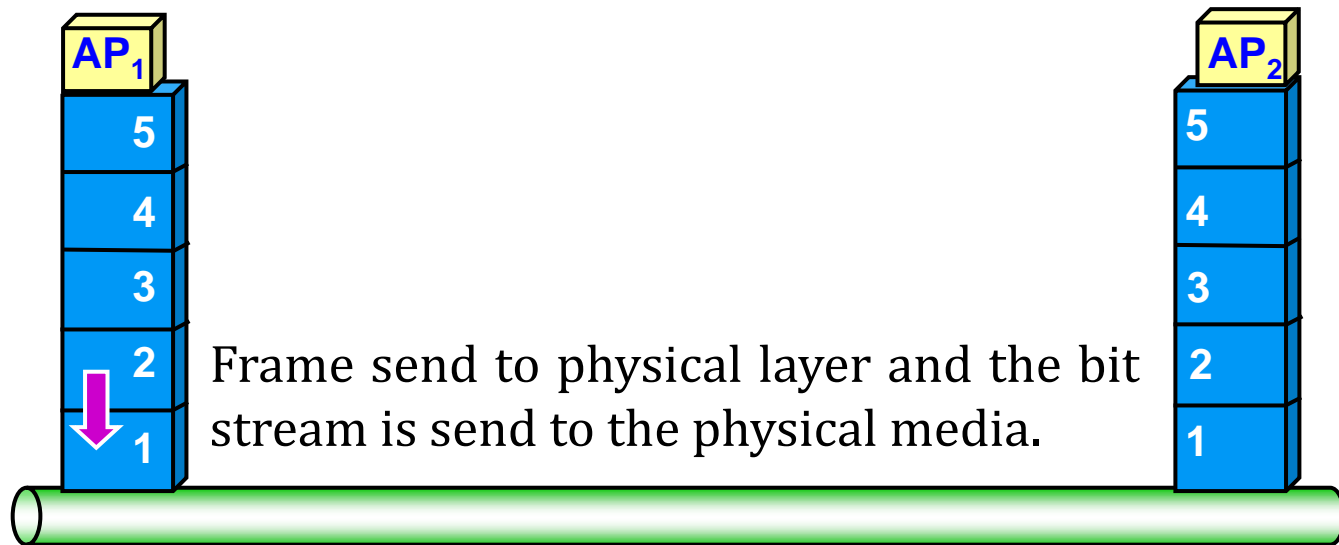 AP₁
AP₂
5
5
4
4
3
3
2
Frame send to physical layer and the bit
2
stream is send to the physical media.
1
1